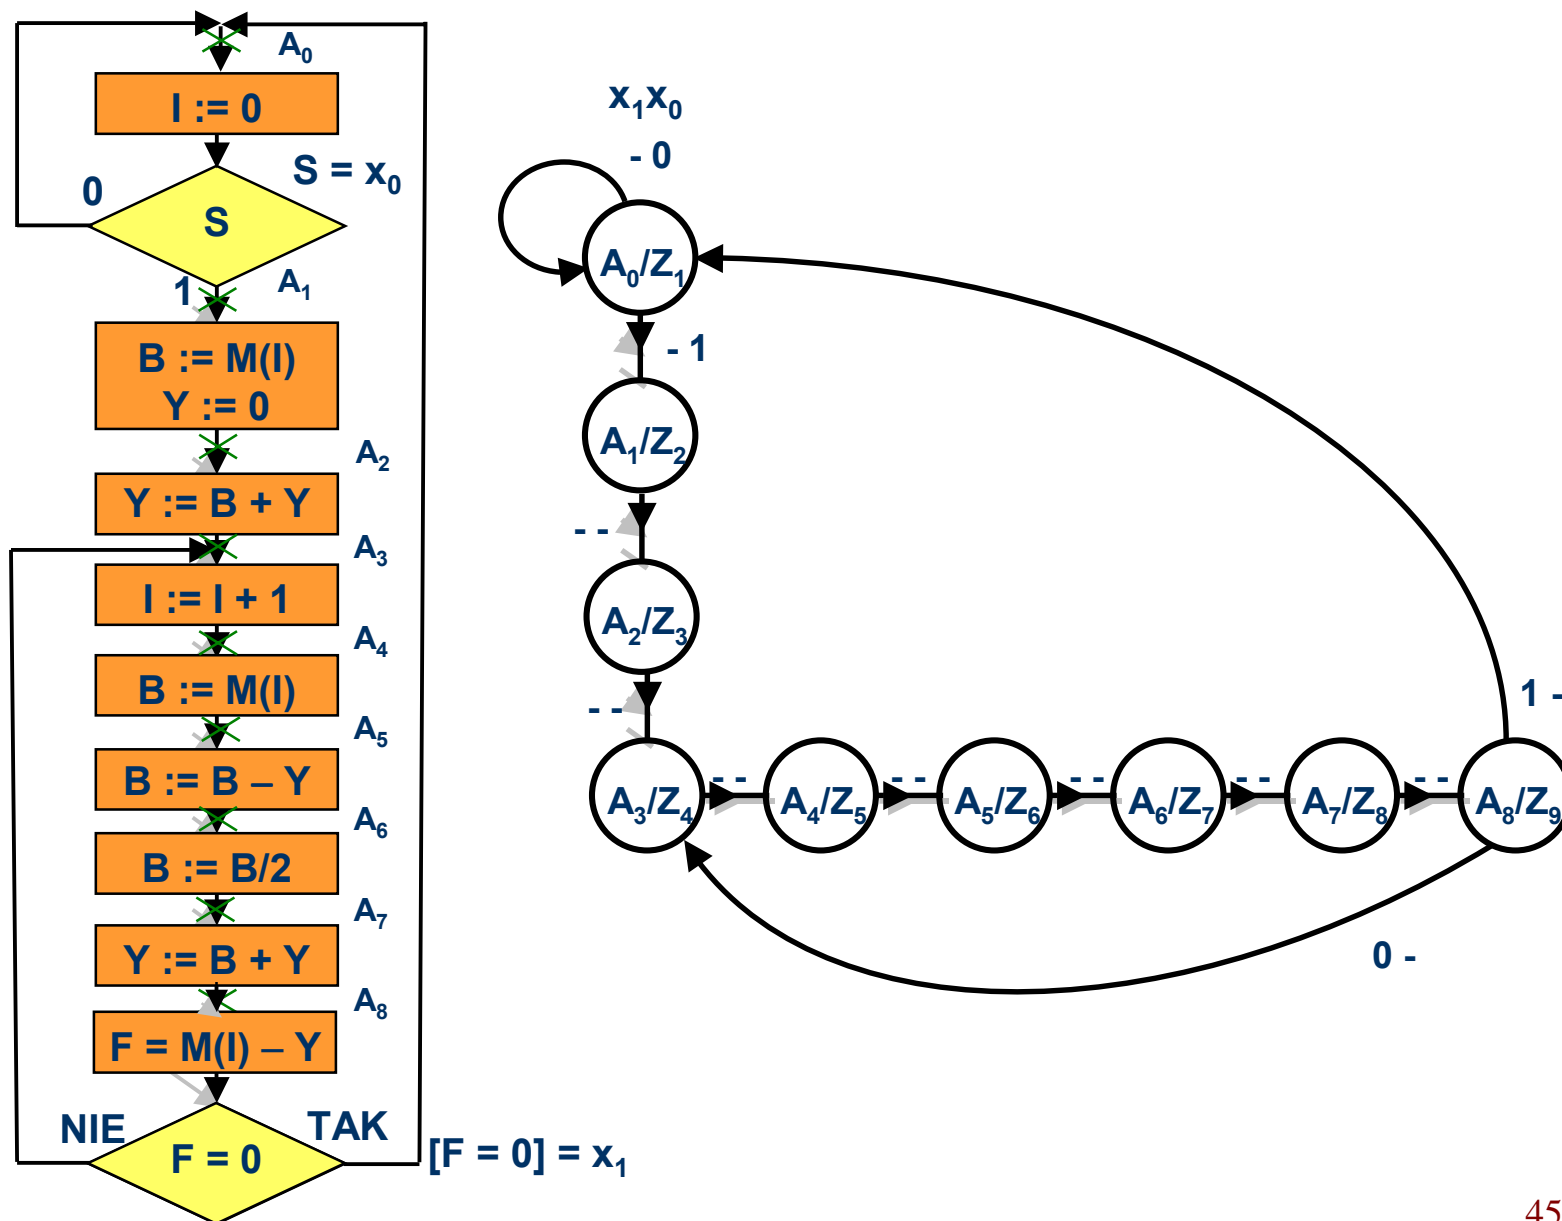 A₀
I := 0
S = x₀
0
S
1
A₁
B := M(I)
Y := 0
A₂
Y := B + Y
A₃
I := I + 1
A₄
B := M(I)
A₅
B := B – Y
A₆
B := B/2
A₇
Y := B + Y
A₈
F = M(I) – Y
NIE
TAK
F = 0
[F = 0] = x₁
x₁x₀
- 0
A₀/Z₁
- 1
A₁/Z₂
- -
A₂/Z₃
- -
A₃/Z₄
- -
A₄/Z₅
- -
A₅/Z₆
- -
A₆/Z₇
- -
A₇/Z₈
- -
A₈/Z₉
1 -
0 -
45